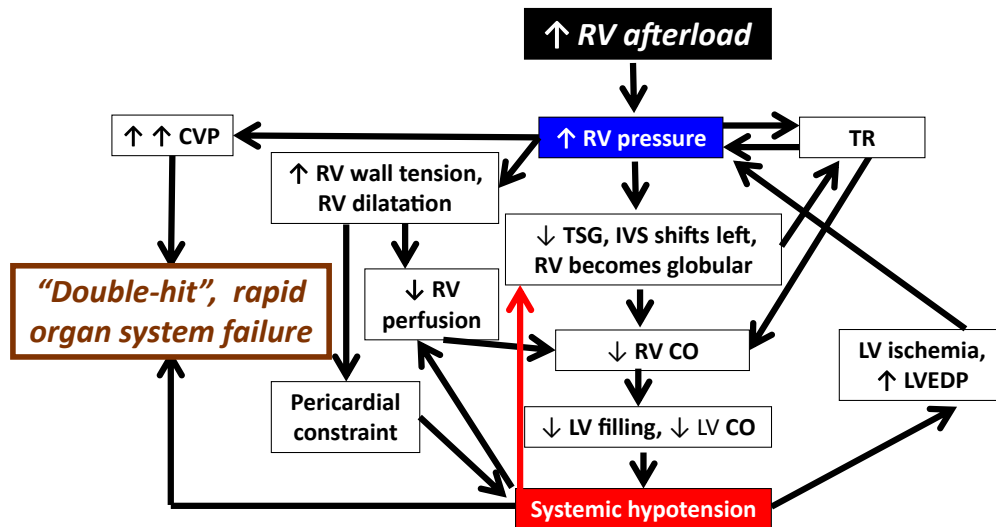 ↑ RV afterload
↑ ↑ CVP
↑ RV pressure
TR
↑ RV wall tension,
RV dilatation
↓ TSG, IVS shifts left,
RV becomes globular
“Double-hit”, rapid
organ system failure
↓ RV
perfusion
↓ RV CO
LV ischemia,
↑ LVEDP
Pericardial
constraint
↓ LV filling, ↓ LV CO
Systemic hypotension